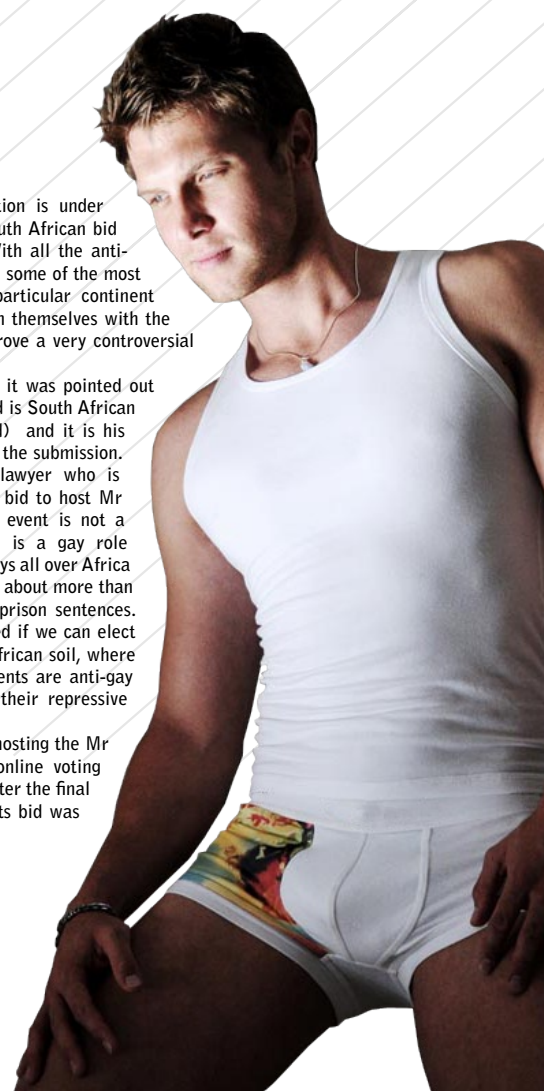 tion is under
uth African bid
ith all the anti-
some of the most
particular continent
n themselves with the
rove a very controversial
it was pointed out
d is South African
l) and it is his
the submission.
lawyer who is
bid to host Mr
event is not a
is a gay role
ys all over Africa
about more than
prison sentences.
ed if we can elect
frican soil, where
ents are anti-gay
their repressive
hosting the Mr
online voting
ter the final
ts bid was